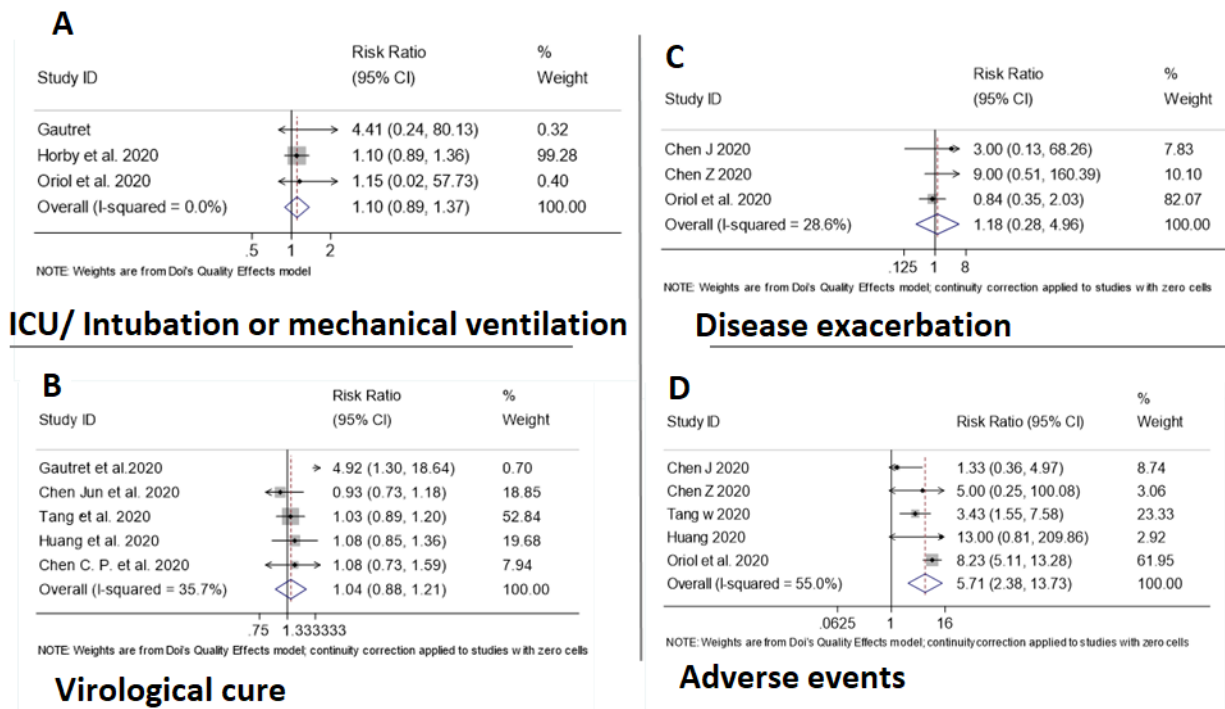 A
Risk Ratio %
Study ID (95% CI) Weight
Gautret 4.41 (0.24, 80.13) 0.32
Horby et al. 2020 1.10 (0.89, 1.36) 99.28
Oriol et al. 2020 1.15 (0.02, 57.73) 0.40
Overall (I-squared = 0.0%) 1.10 (0.89, 1.37) 100.00
.5 1 2
NOTE: Weights are from Doi's Quality Effects model
ICU/ Intubation or mechanical ventilation
B
Risk Ratio %
Study ID (95% CI) Weight
Gautret et al.2020 4.92 (1.30, 18.64) 0.70
Chen Jun et al. 2020 0.93 (0.73, 1.18) 18.85
Tang et al. 2020 1.03 (0.89, 1.20) 52.84
Huang et al. 2020 1.08 (0.85, 1.36) 19.68
Chen C. P. et al. 2020 1.08 (0.73, 1.59) 7.94
Overall (I-squared = 35.7%) 1.04 (0.88, 1.21) 100.00
.75 1.333333
NOTE: Weights are from Doi's Quality Effects model; continuity correction applied to studies with zero cells
Virological cure
C
Risk Ratio %
Study ID (95% CI) Weight
Chen J 2020 3.00 (0.13, 68.26) 7.83
Chen Z 2020 9.00 (0.51, 160.39) 10.10
Oriol et al. 2020 0.84 (0.35, 2.03) 82.07
Overall (I-squared = 28.6%) 1.18 (0.28, 4.96) 100.00
.125 1 8
NOTE: Weights are from Doi's Quality Effects model; continuity correction applied to studies with zero cells
Disease exacerbation
D
%
Study ID Risk Ratio (95% CI) Weight
Chen J 2020 1.33 (0.36, 4.97) 8.74
Chen Z 2020 5.00 (0.25, 100.08) 3.06
Tang w 2020 3.43 (1.55, 7.58) 23.33
Huang 2020 13.00 (0.81, 209.86) 2.92
Oriol et al. 2020 8.23 (5.11, 13.28) 61.95
Overall (I-squared = 55.0%) 5.71 (2.38, 13.73) 100.00
.0625 1 16
NOTE: Weights are from Doi's Quality Effects model; continuity correction applied to studies with zero cells
Adverse events